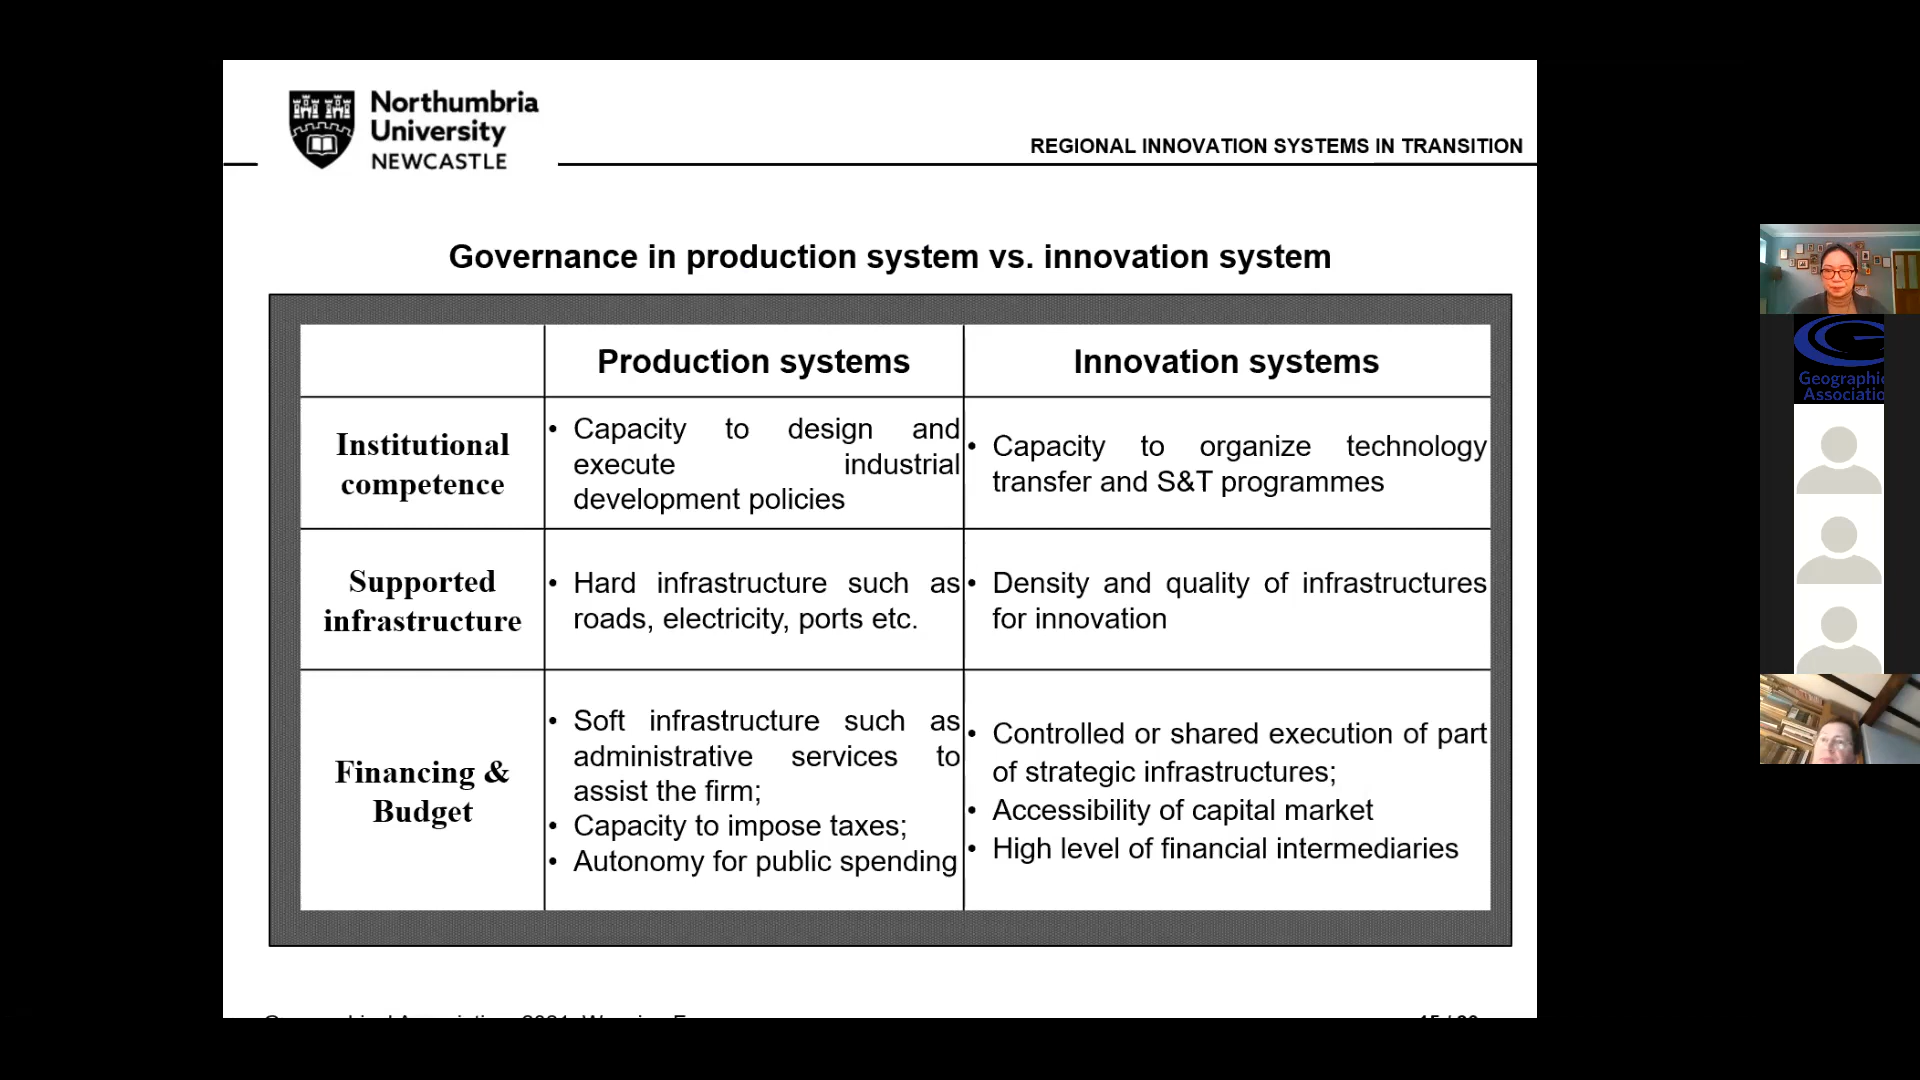 Northumbria
University
NEWCASTLE
REGIONAL INNOVATION SYSTEMS IN TRANSITION
Governance in production system vs. innovation system
Production systems
Innovation systems
Institutional
competence
• Capacity to design and
execute industrial
development policies
• Capacity to organize technology
transfer and S&T programmes
Supported
infrastructure
• Hard infrastructure such as
roads, electricity, ports etc.
• Density and quality of infrastructures
for innovation
Financing &
Budget
• Soft infrastructure such as
administrative services to
assist the firm;
• Capacity to impose taxes;
• Autonomy for public spending
• Controlled or shared execution of part
of strategic infrastructures;
• Accessibility of capital market
• High level of financial intermediaries